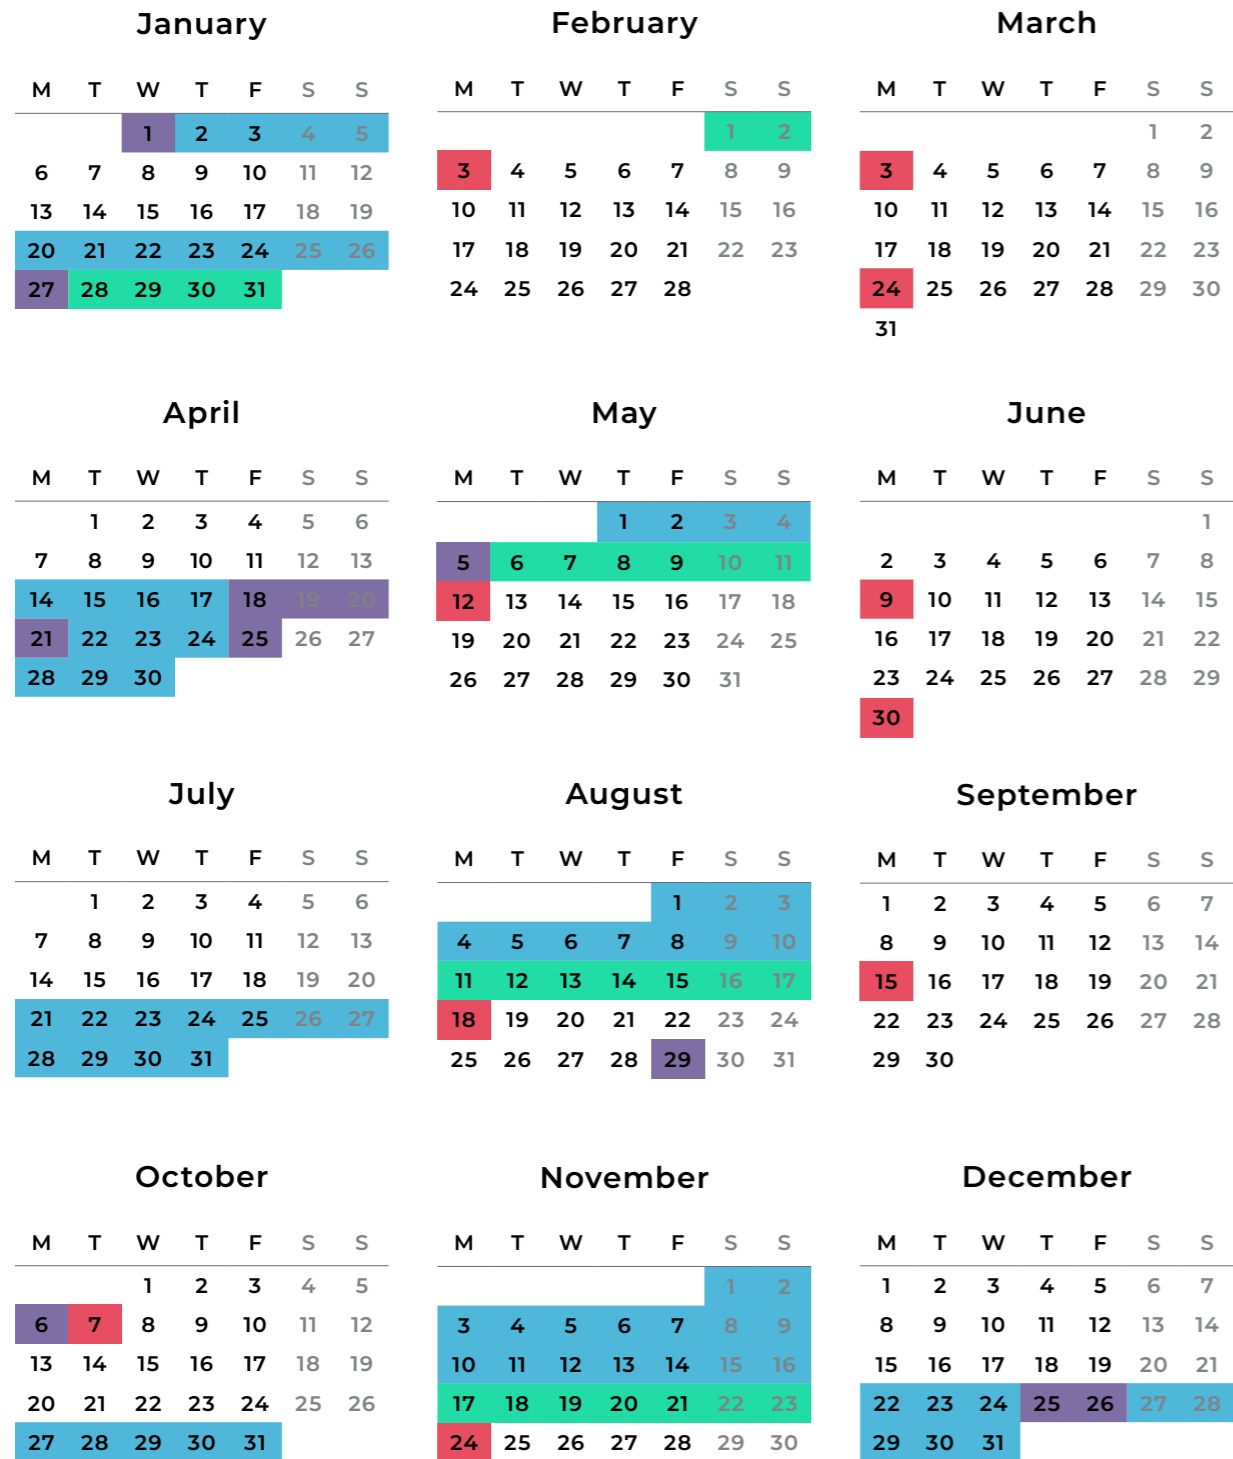 January
M T W T F S S
1 2 3 4 5
6 7 8 9 10 11 12
13 14 15 16 17 18 19
20 21 22 23 24 25 26
27 28 29 30 31
February
M T W T F S S
1 2
3 4 5 6 7 8 9
10 11 12 13 14 15 16
17 18 19 20 21 22 23
24 25 26 27 28
March
M T W T F S S
1 2
3 4 5 6 7 8 9
10 11 12 13 14 15 16
17 18 19 20 21 22 23
24 25 26 27 28 29 30
31
April
M T W T F S S
1 2 3 4 5 6
7 8 9 10 11 12 13
14 15 16 17 18 19 20
21 22 23 24 25 26 27
28 29 30
May
M T W T F S S
1 2 3 4
5 6 7 8 9 10 11
12 13 14 15 16 17 18
19 20 21 22 23 24 25
26 27 28 29 30 31
June
M T W T F S S
1
2 3 4 5 6 7 8
9 10 11 12 13 14 15
16 17 18 19 20 21 22
23 24 25 26 27 28 29
30
July
M T W T F S S
1 2 3 4 5 6
7 8 9 10 11 12 13
14 15 16 17 18 19 20
21 22 23 24 25 26 27
28 29 30 31
August
M T W T F S S
1 2 3
4 5 6 7 8 9 10
11 12 13 14 15 16 17
18 19 20 21 22 23 24
25 26 27 28 29 30 31
September
M T W T F S S
1 2 3 4 5 6 7
8 9 10 11 12 13 14
15 16 17 18 19 20 21
22 23 24 25 26 27 28
29 30
October
M T W T F S S
1 2 3 4 5
6 7 8 9 10 11 12
13 14 15 16 17 18 19
20 21 22 23 24 25 26
27 28 29 30 31
November
M T W T F S S
1 2
3 4 5 6 7 8 9
10 11 12 13 14 15 16
17 18 19 20 21 22 23
24 25 26 27 28 29 30
December
M T W T F S S
1 2 3 4 5 6 7
8 9 10 11 12 13 14
15 16 17 18 19 20 21
22 23 24 25 26 27 28
29 30 31